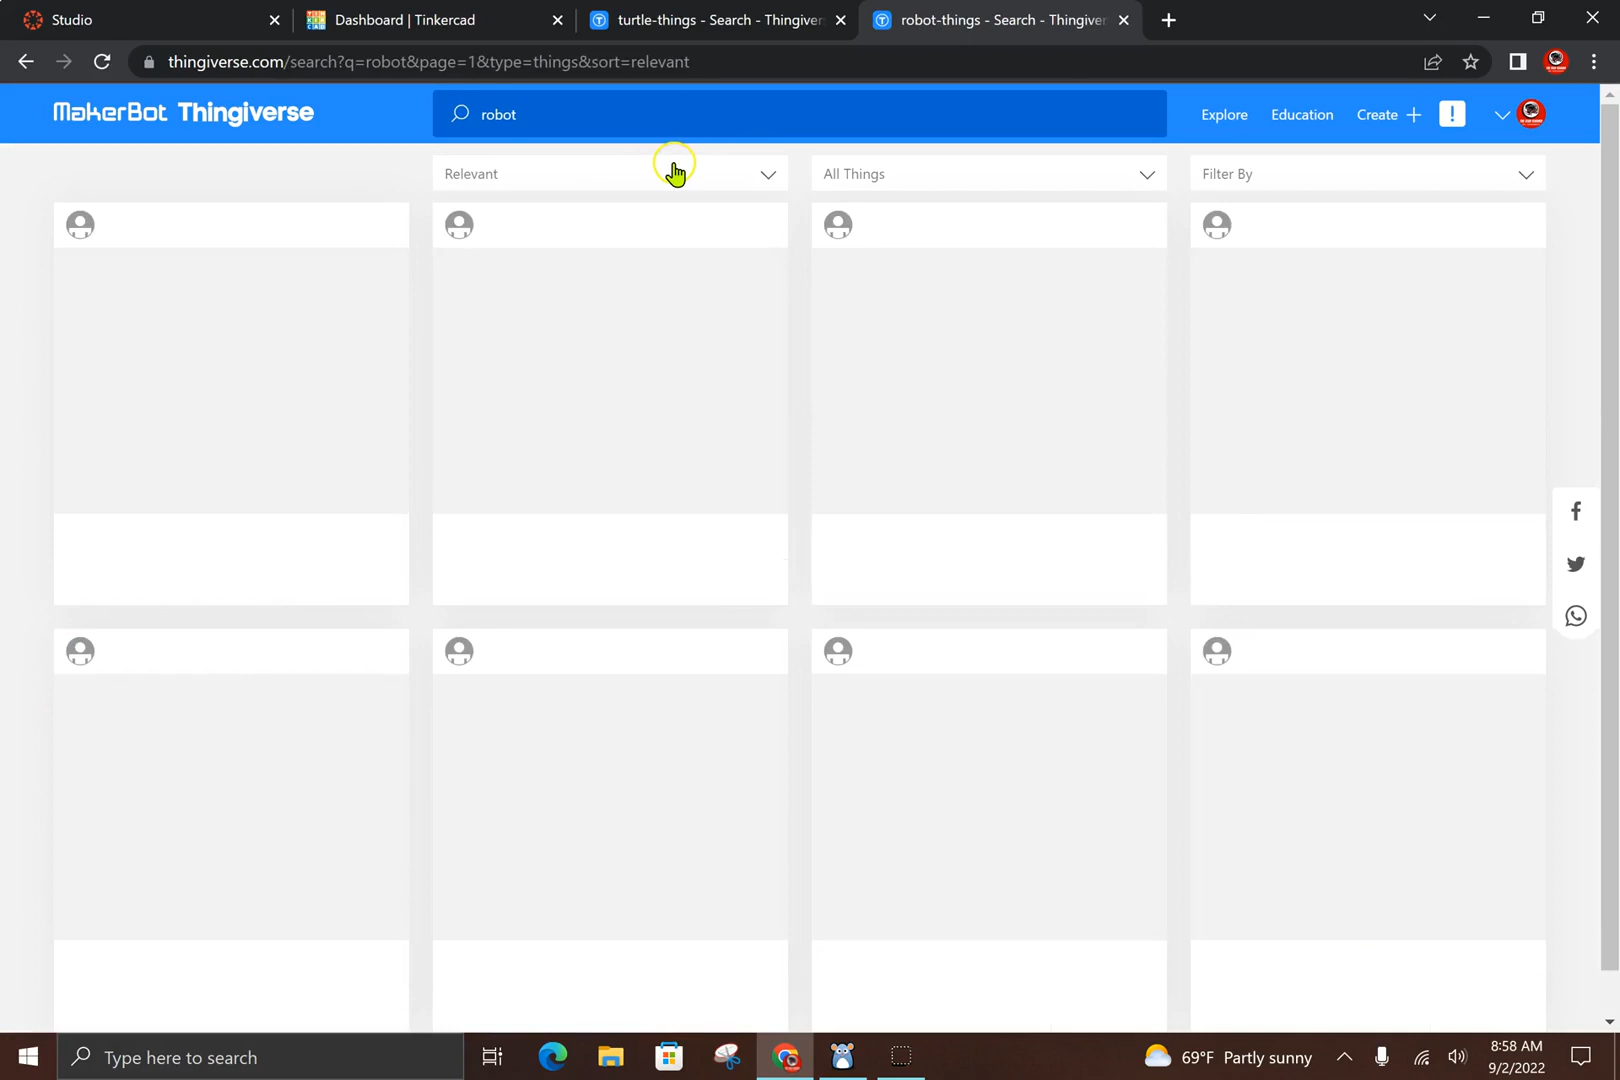 Studio
Dashboard | Tinkercad
turtle-things - Search - Thingiver
robot-things - Search - Thingiver
thingiverse.com/search?q=robot&page=1&type=things&sort=relevant
MakerBot Thingiverse
robot
Explore
Education
Create +
Relevant
All Things
Filter By
Type here to search
69°F Partly sunny
8:58 AM
9/2/2022